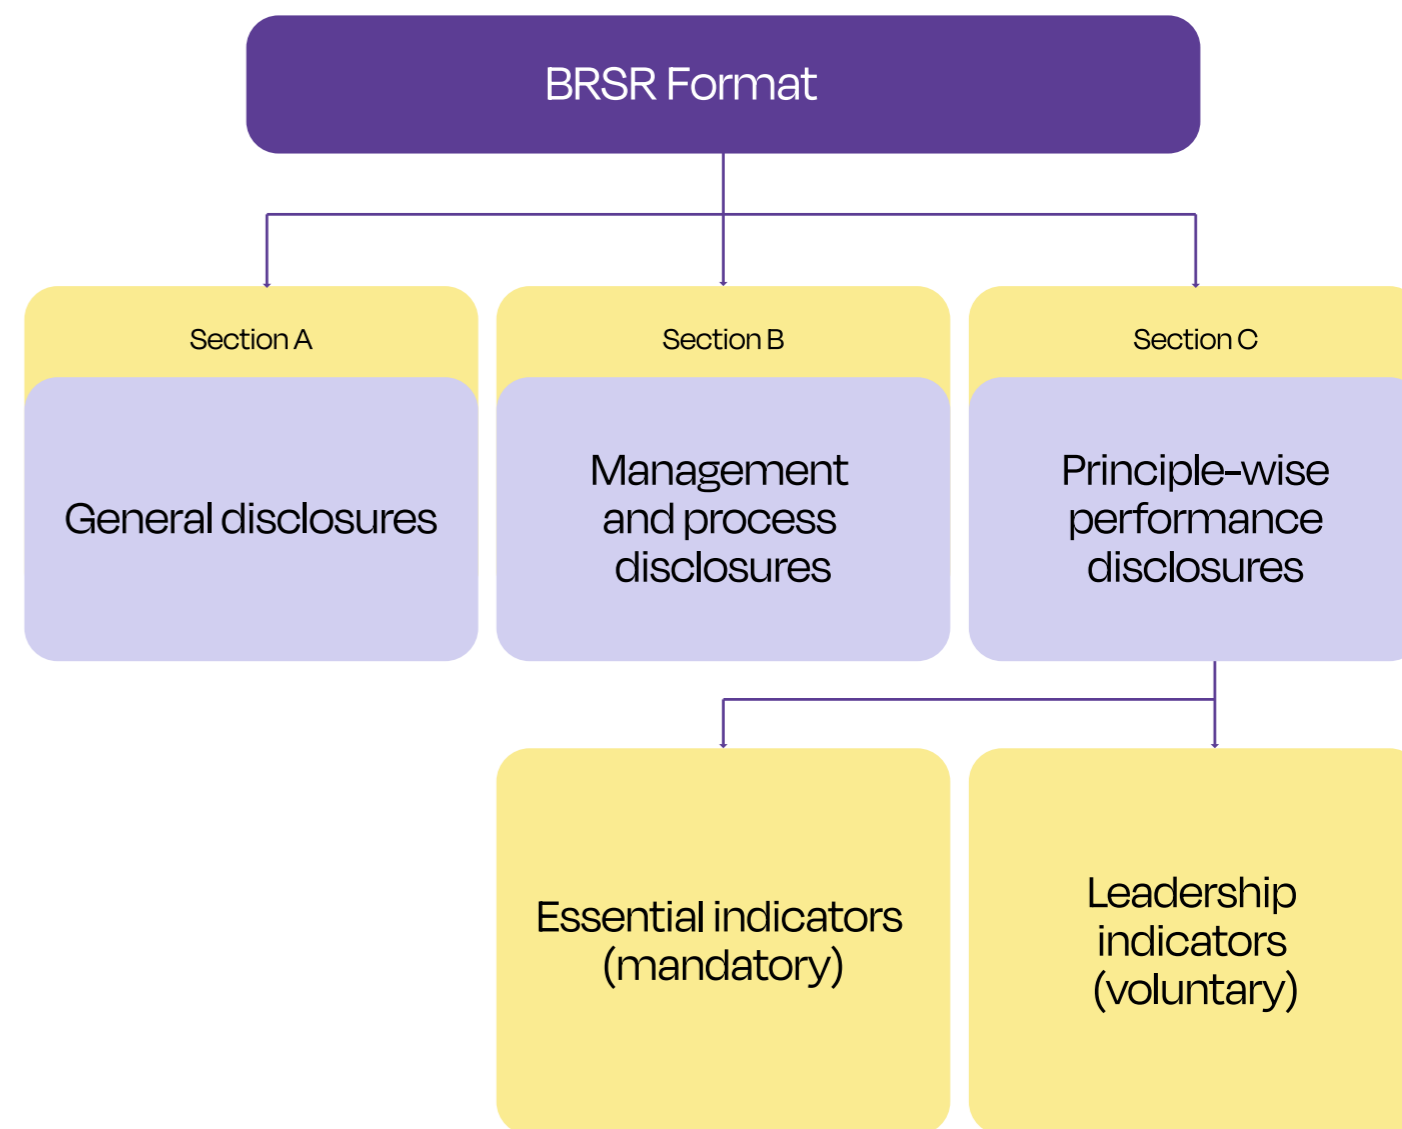 BRSR Format
Section A
General disclosures
Section B
Management
and process
disclosures
Section C
Principle-wise
performance
disclosures
Essential indicators
(mandatory)
Leadership
indicators
(voluntary)